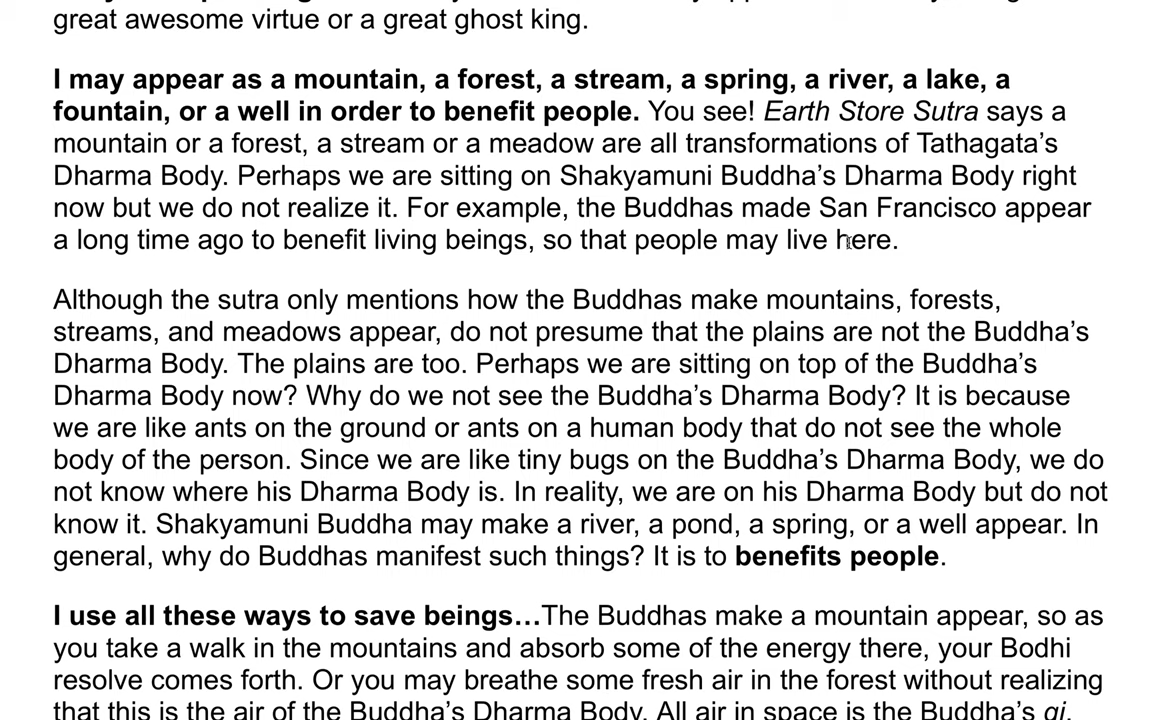 great awesome virtue or a great ghost king.
I may appear as a mountain, a forest, a stream, a spring, a river, a lake, a
fountain, or a well in order to benefit people. You see! Earth Store Sutra says a
mountain or a forest, a stream or a meadow are all transformations of Tathagata’s
Dharma Body. Perhaps we are sitting on Shakyamuni Buddha’s Dharma Body right
now but we do not realize it. For example, the Buddhas made San Francisco appear
a long time ago to benefit living beings, so that people may live here.
Although the sutra only mentions how the Buddhas make mountains, forests,
streams, and meadows appear, do not presume that the plains are not the Buddha’s
Dharma Body. The plains are too. Perhaps we are sitting on top of the Buddha’s
Dharma Body now? Why do we not see the Buddha’s Dharma Body? It is because
we are like ants on the ground or ants on a human body that do not see the whole
body of the person. Since we are like tiny bugs on the Buddha’s Dharma Body, we do
not know where his Dharma Body is. In reality, we are on his Dharma Body but do not
know it. Shakyamuni Buddha may make a river, a pond, a spring, or a well appear. In
general, why do Buddhas manifest such things? It is to benefits people.
I use all these ways to save beings…The Buddhas make a mountain appear, so as
you take a walk in the mountains and absorb some of the energy there, your Bodhi
resolve comes forth. Or you may breathe some fresh air in the forest without realizing
that this is the air of the Buddha’s Dharma Body. All air in space is the Buddha’s qi.